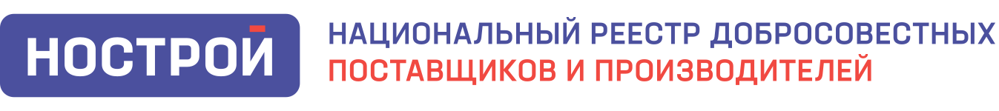 НОСТРОЙ
НАЦИОНАЛЬНЫЙ РЕЕСТР ДОБРОСОВЕСТНЫХ
ПОСТАВЩИКОВ И ПРОИЗВОДИТЕЛЕЙ